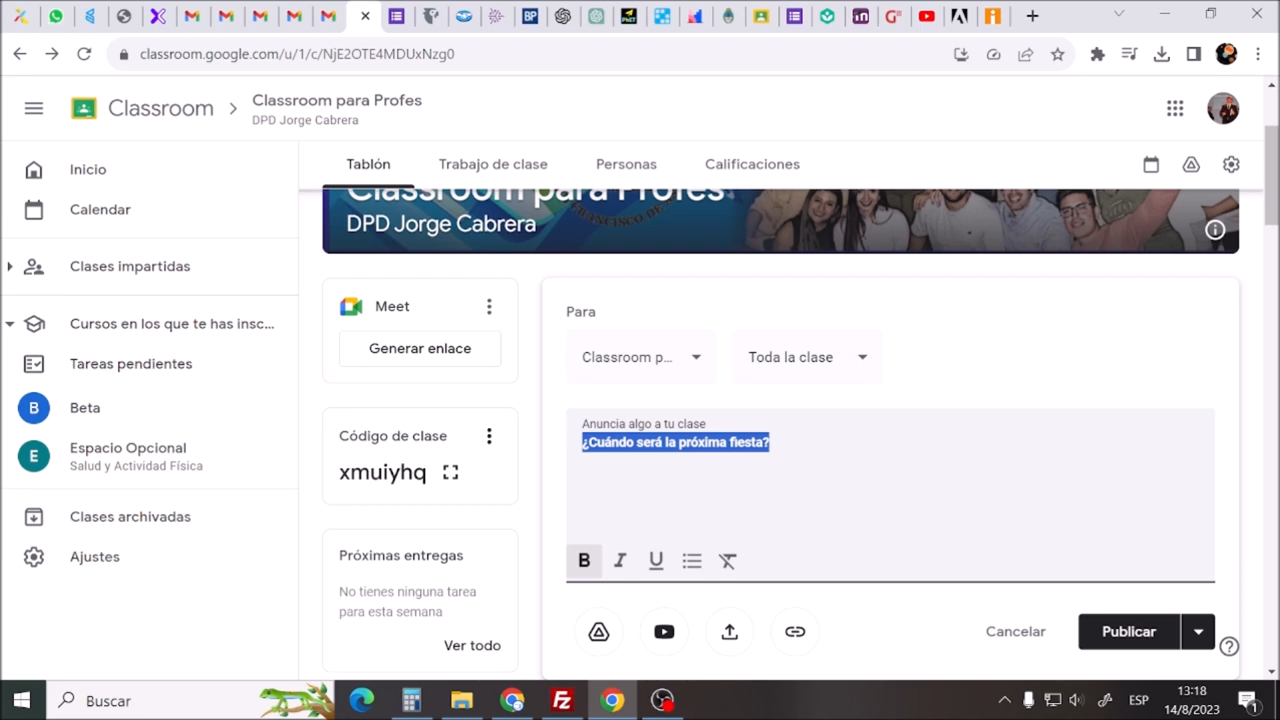 classroom.google.com/u/1/c/NjE2OTE4MDUxNzg0
Classroom
Classroom para Profes
DPD Jorge Cabrera
Inicio
Calendar
Clases impartidas
Cursos en los que te has insc...
Tareas pendientes
B
Beta
E
Espacio Opcional
Salud y Actividad Física
Clases archivadas
Ajustes
Tablón
Trabajo de clase
Personas
Calificaciones
Classroom para Profes
DPD Jorge Cabrera
Meet
Generar enlace
Código de clase
xmuiyhq
Próximas entregas
No tienes ninguna tarea
para esta semana
Ver todo
Para
Classroom p...
Toda la clase
Anuncia algo a tu clase
¿Cuándo será la próxima fiesta?
B I U
Cancelar
Publicar
Buscar
ESP
13:18
14/8/2023
1